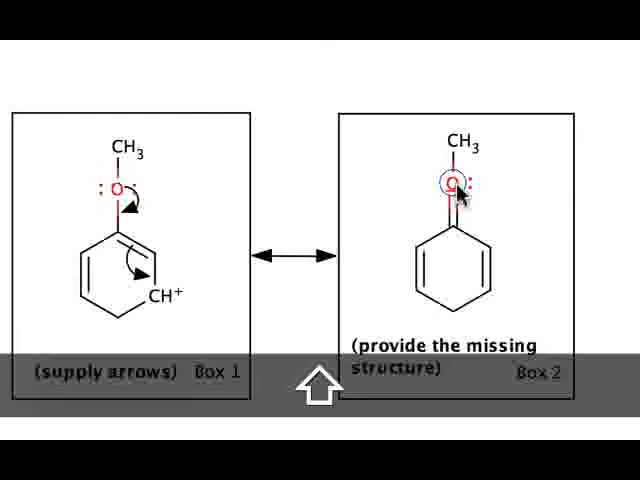 CH3
:O:
CH+
(supply arrows) Box 1
CH3
O:
(provide the missing
structure)
Box 2